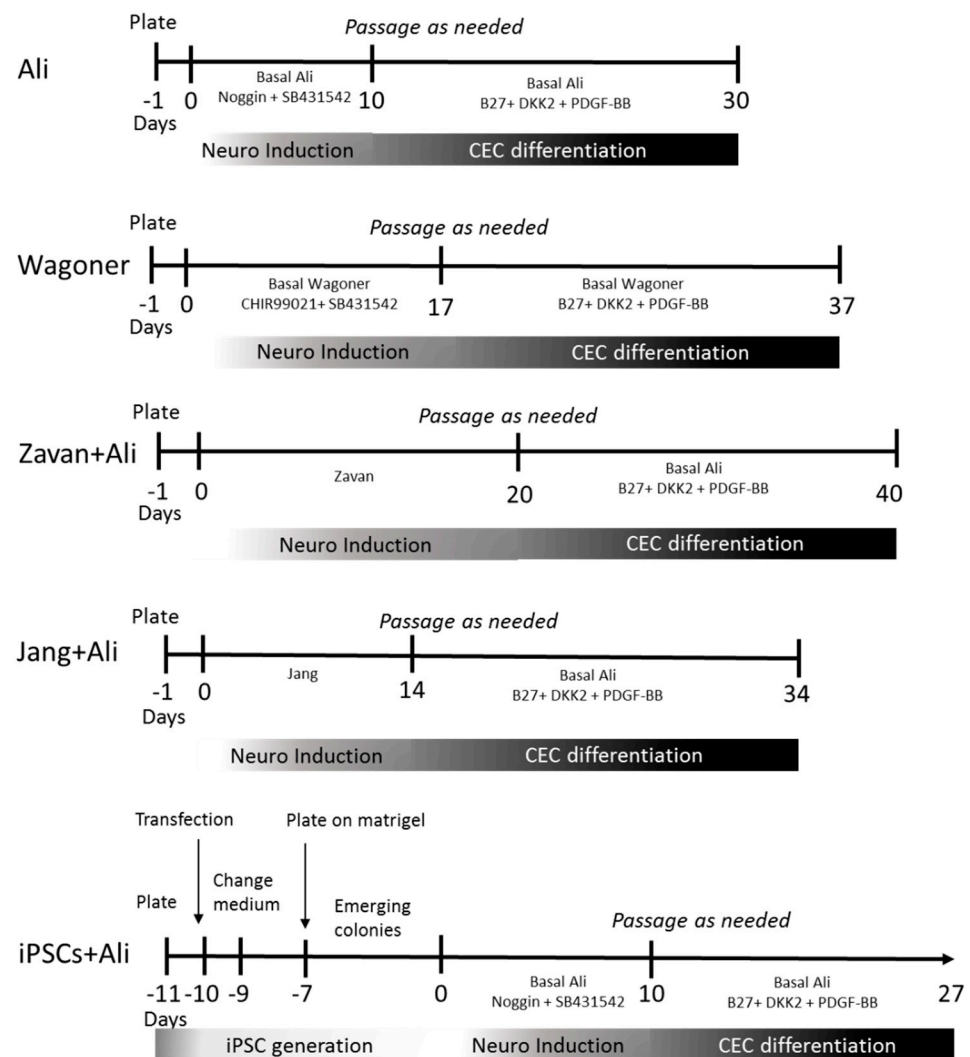 Plate
Passage as needed
Ali
Basal Ali
Noggin + SB431542
Basal Ali
B27+ DKK2 + PDGF-BB
-1 0 10 30
Days
Neuro Induction CEC differentiation
Plate
Passage as needed
Wagoner
Basal Wagoner
CHIR99021+ SB431542
Basal Wagoner
B27+ DKK2 + PDGF-BB
-1 0 17 37
Days
Neuro Induction CEC differentiation
Plate
Passage as needed
Zavan+Ali
Zavan
Basal Ali
B27+ DKK2 + PDGF-BB
-1 0 20 40
Days
Neuro Induction CEC differentiation
Plate
Passage as needed
Jang+Ali
Jang
Basal Ali
B27+ DKK2 + PDGF-BB
-1 0 14 34
Days
Neuro Induction CEC differentiation
Transfection
Plate on matrigel
Plate
Change
medium
Emerging
colonies
Passage as needed
iPSCs+Ali
Basal Ali
Noggin + SB431542
Basal Ali
B27+ DKK2 + PDGF-BB
-11 -10 -9 -7 0 10 27
Days
iPSC generation Neuro Induction CEC differentiation